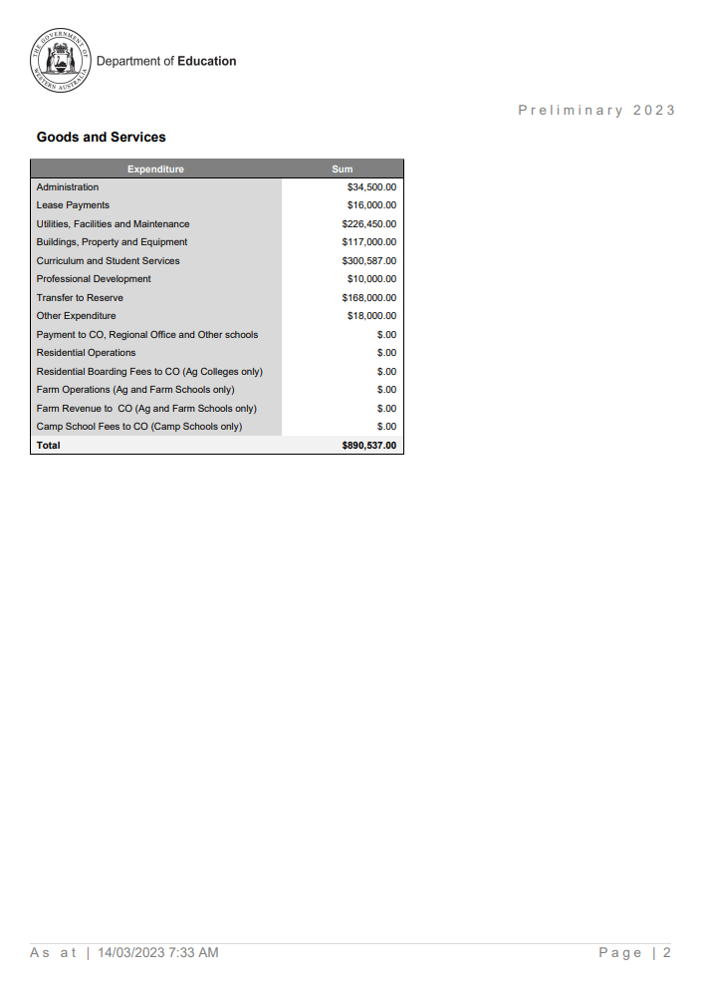 THE GOVERNMENT OF
WESTERN AUSTRALIA
Department of Education
Preliminary 2023
Goods and Services
Expenditure Sum
Administration $34,500.00
Lease Payments $16,000.00
Utilities, Facilities and Maintenance $226,450.00
Buildings, Property and Equipment $117,000.00
Curriculum and Student Services $300,587.00
Professional Development $10,000.00
Transfer to Reserve $168,000.00
Other Expenditure $18,000.00
Payment to CO, Regional Office and Other schools $.00
Residential Operations $.00
Residential Boarding Fees to CO (Ag Colleges only) $.00
Farm Operations (Ag and Farm Schools only) $.00
Farm Revenue to  CO (Ag and Farm Schools only) $.00
Camp School Fees to CO (Camp Schools only) $.00
Total $890,537.00
As at | 14/03/2023 7:33 AM Page | 2